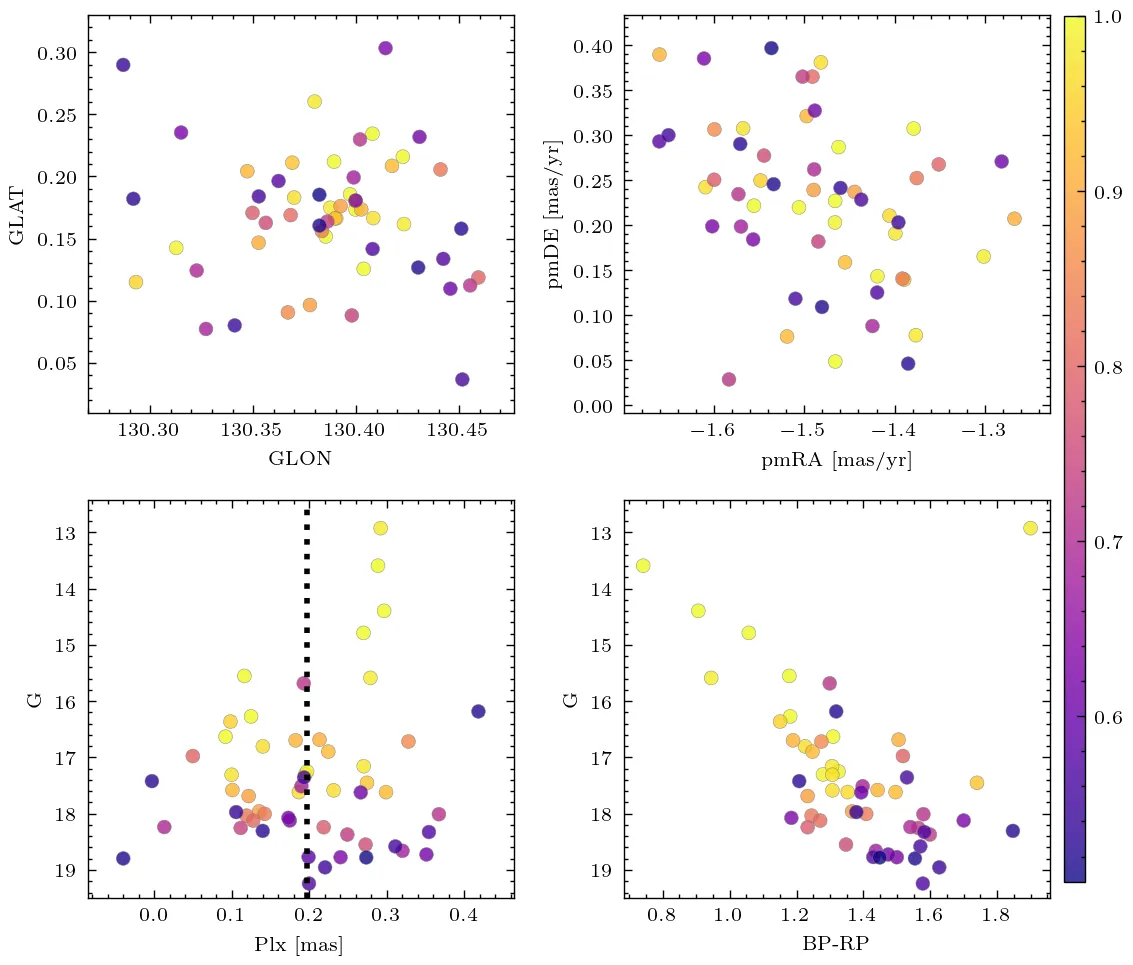 0.30
0.25
0.20
0.15
0.10
0.05
GLAT
130.30 130.35 130.40 130.45
GLON
0.40
0.35
0.30
0.25
0.20
0.15
0.10
0.05
0.00
pmDE [mas/yr]
−1.6 −1.5 −1.4 −1.3
pmRA [mas/yr]
1.0
0.9
0.8
0.7
0.6
13
14
15
16
17
18
19
G
0.0 0.1 0.2 0.3 0.4
Plx [mas]
13
14
15
16
17
18
19
G
0.8 1.0 1.2 1.4 1.6 1.8
BP-RP